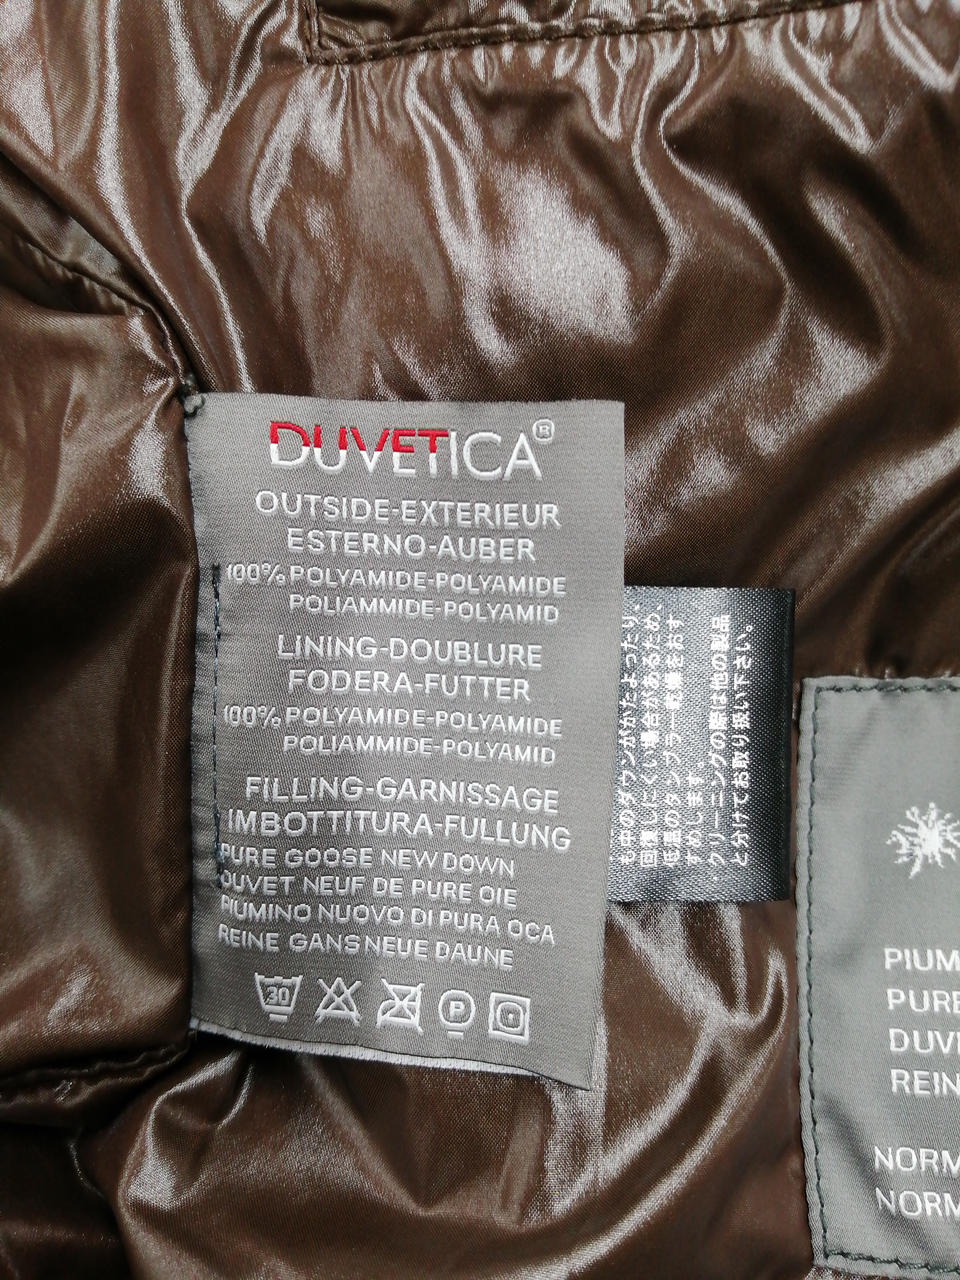 DUVETICA®
OUTSIDE-EXTERIEUR
ESTERNO-AUBER
100% POLYAMIDE-POLYAMIDE
POLIAMMIDE-POLYAMID
LINING-DOUBLURE
FODERA-FUTTER
100% POLYAMIDE-POLYAMIDE
POLIAMMIDE-POLYAMID
FILLING-GARNISSAGE
IMBOTTITURA-FULLUNG
PURE GOOSE NEW DOWN
DUVET NEUF DE PURE OIE
PIUMINO NUOVO DI PURA OCA
REINE GANS NEUE DAUNE
30
P
も中のダウンがかたよったり、
回復しにくい場合があるため、
低温のタンブラー乾燥をおす
すめします。
・クリーニングの際は他の製品
と分けてお取り扱い下さい。
PIUM
PURE
DUV
REIN
NORM
NORM